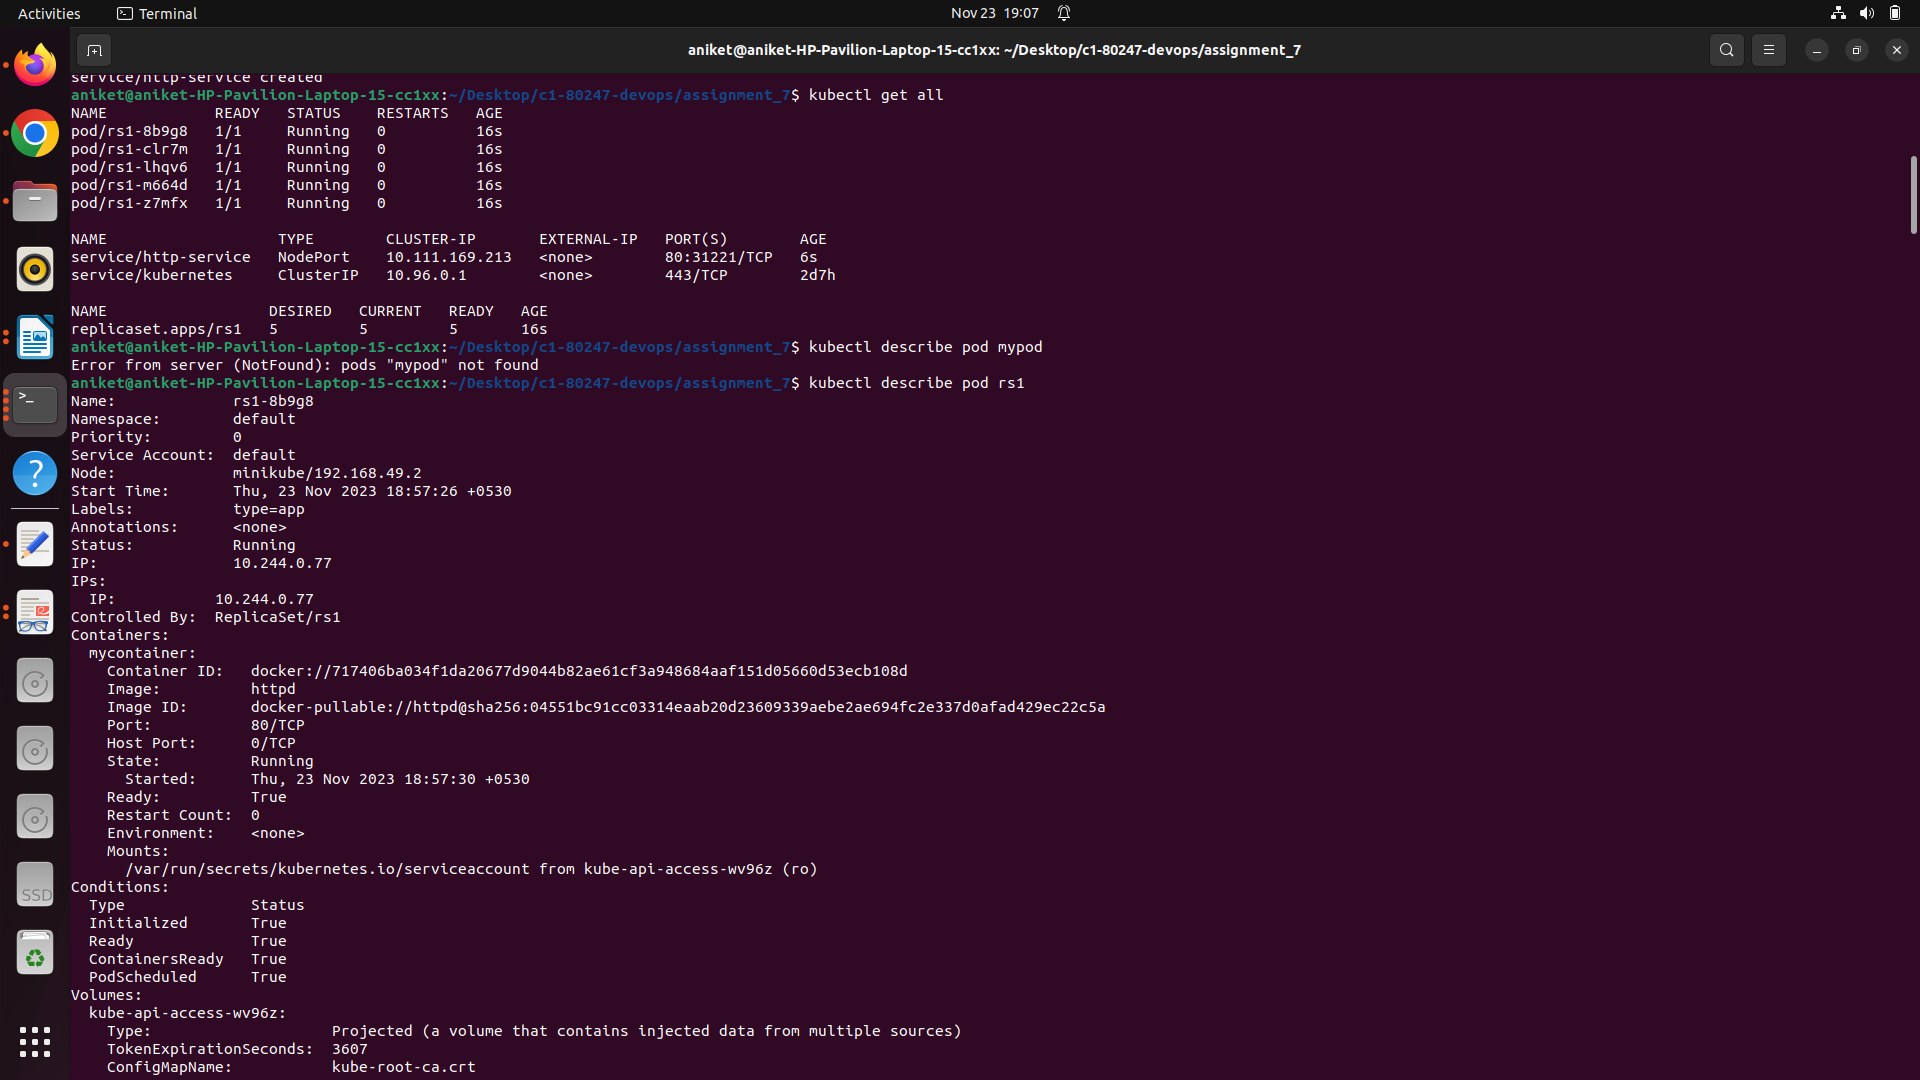 Activities
Terminal
Nov 23 19:07
aniket@aniket-HP-Pavilion-Laptop-15-cc1xx: ~/Desktop/c1-80247-devops/assignment_7
service/http-service created
aniket@aniket-HP-Pavilion-Laptop-15-cc1xx:~/Desktop/c1-80247-devops/assignment_7$ kubectl get all
NAME READY STATUS RESTARTS AGE
pod/rs1-8b9g8 1/1 Running 0 16s
pod/rs1-clr7m 1/1 Running 0 16s
pod/rs1-lhqv6 1/1 Running 0 16s
pod/rs1-m664d 1/1 Running 0 16s
pod/rs1-z7mfx 1/1 Running 0 16s
NAME TYPE CLUSTER-IP EXTERNAL-IP PORT(S) AGE
service/http-service NodePort 10.111.169.213 <none> 80:31221/TCP 6s
service/kubernetes ClusterIP 10.96.0.1 <none> 443/TCP 2d7h
NAME DESIRED CURRENT READY AGE
replicaset.apps/rs1 5 5 5 16s
aniket@aniket-HP-Pavilion-Laptop-15-cc1xx:~/Desktop/c1-80247-devops/assignment_7$ kubectl describe pod mypod
Error from server (NotFound): pods "mypod" not found
aniket@aniket-HP-Pavilion-Laptop-15-cc1xx:~/Desktop/c1-80247-devops/assignment_7$ kubectl describe pod rs1
Name: rs1-8b9g8
Namespace: default
Priority: 0
Service Account: default
Node: minikube/192.168.49.2
Start Time: Thu, 23 Nov 2023 18:57:26 +0530
Labels: type=app
Annotations: <none>
Status: Running
IP: 10.244.0.77
IPs:
IP: 10.244.0.77
Controlled By: ReplicaSet/rs1
Containers:
mycontainer:
Container ID: docker://717406ba034f1da20677d9044b82ae61cf3a948684aaf151d05660d53ecb108d
Image: httpd
Image ID: docker-pullable://httpd@sha256:04551bc91cc03314eaab20d23609339aebe2ae694fc2e337d0afad429ec22c5a
Port: 80/TCP
Host Port: 0/TCP
State: Running
Started: Thu, 23 Nov 2023 18:57:30 +0530
Ready: True
Restart Count: 0
Environment: <none>
Mounts:
/var/run/secrets/kubernetes.io/serviceaccount from kube-api-access-wv96z (ro)
Conditions:
Type Status
Initialized True
Ready True
ContainersReady True
PodScheduled True
Volumes:
kube-api-access-wv96z:
Type: Projected (a volume that contains injected data from multiple sources)
TokenExpirationSeconds: 3607
ConfigMapName: kube-root-ca.crt
SSD